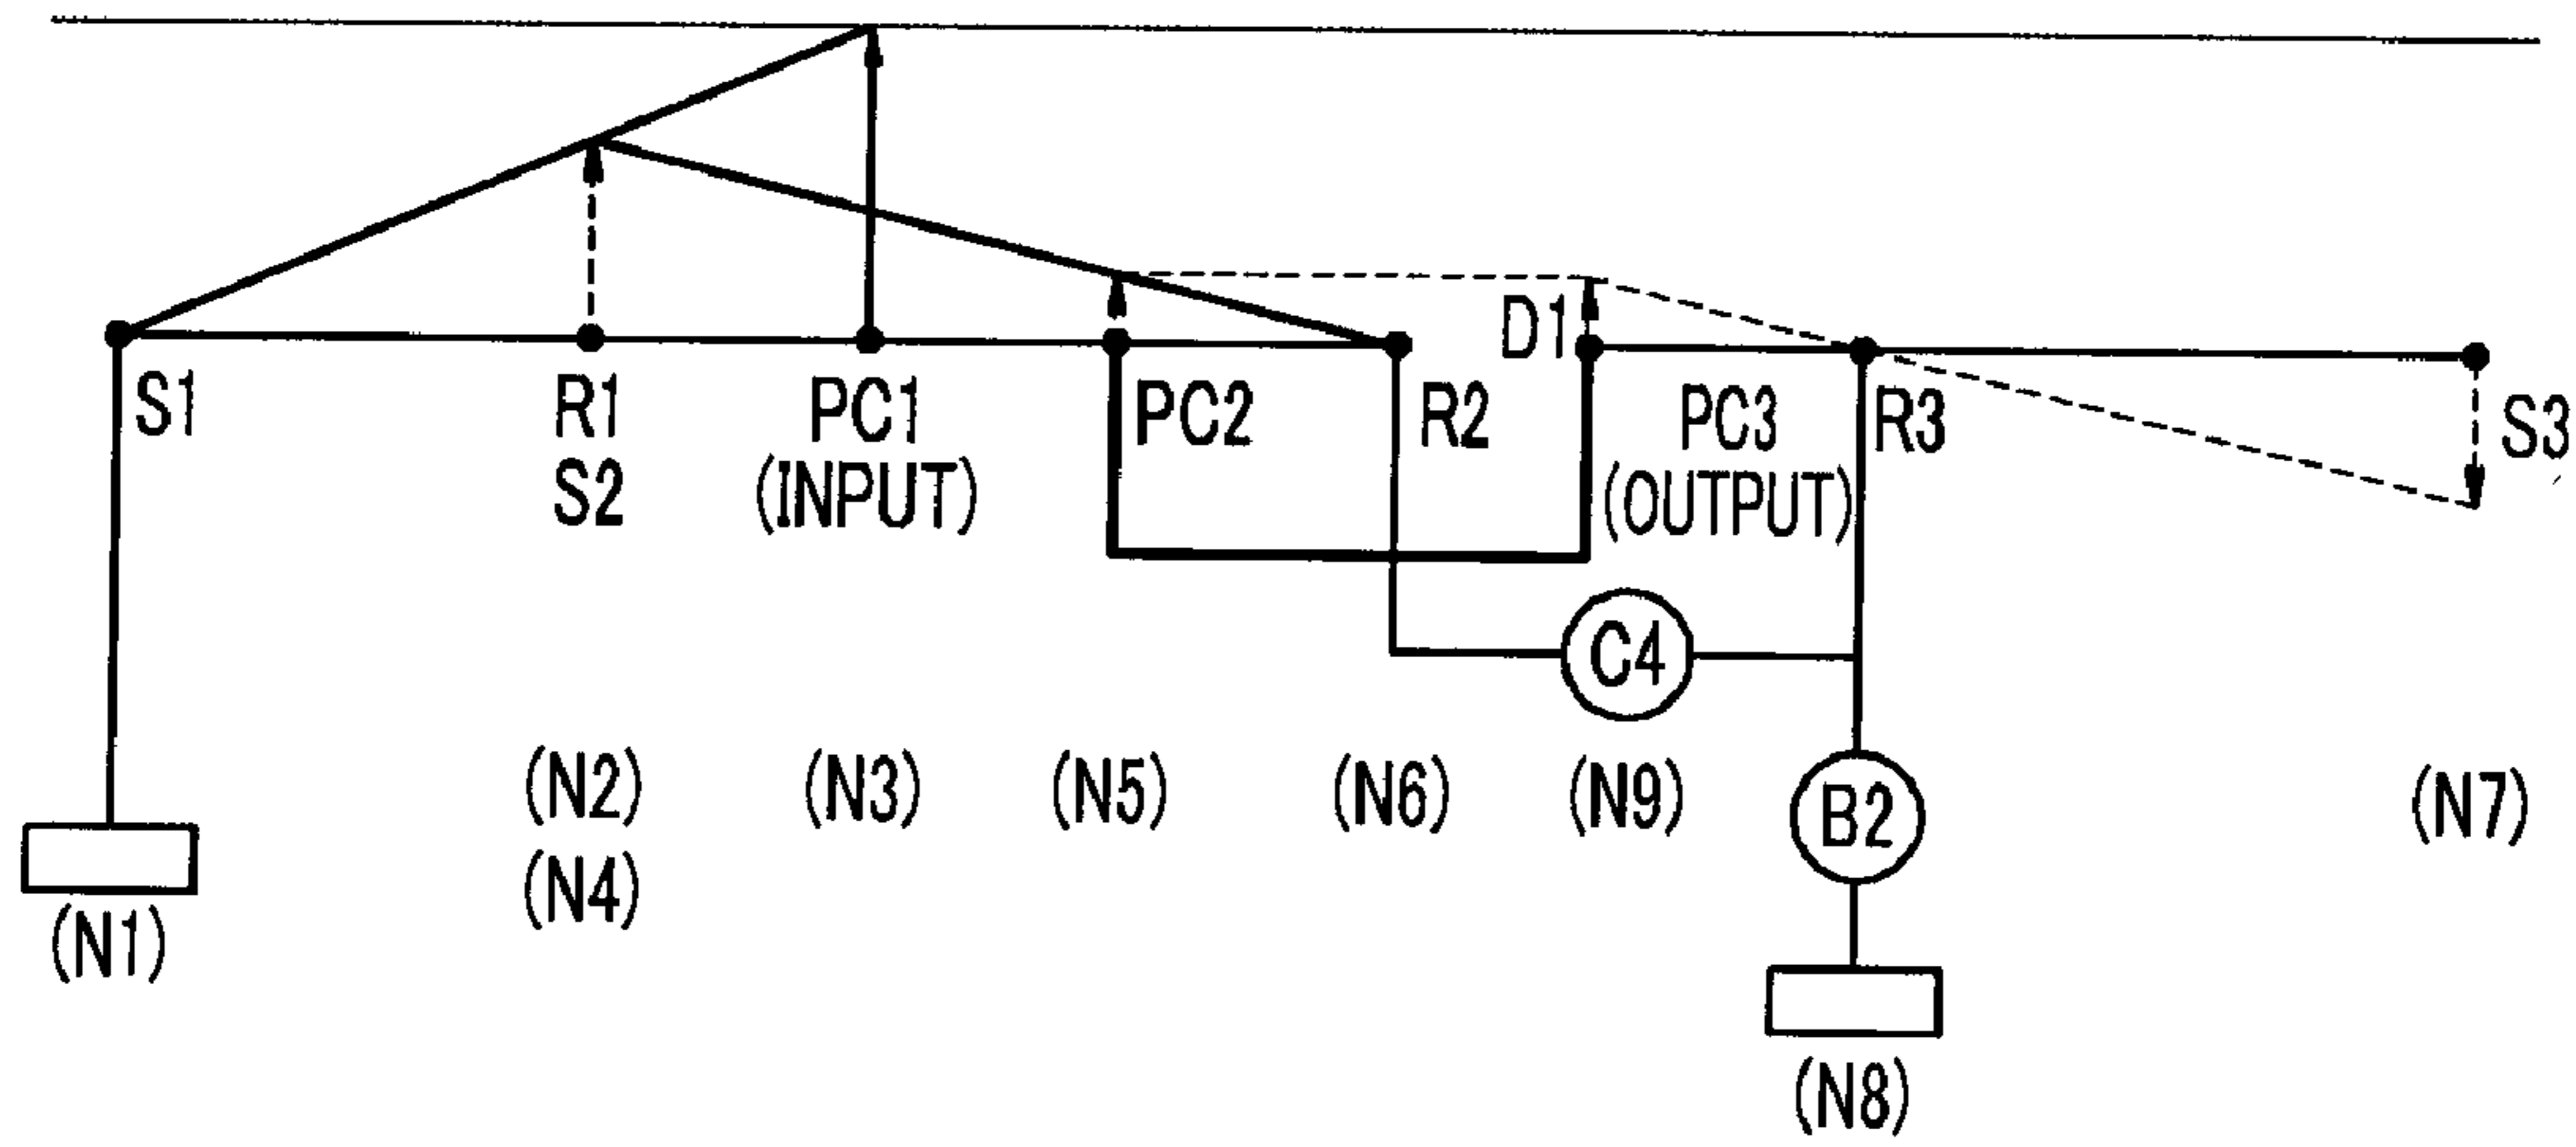 D1
S1
R1
S2
PC1
(INPUT)
PC2
R2
PC3
(OUTPUT)
R3
S3
C4
B2
(N1)
(N2)
(N4)
(N3)
(N5)
(N6)
(N9)
(N7)
(N8)